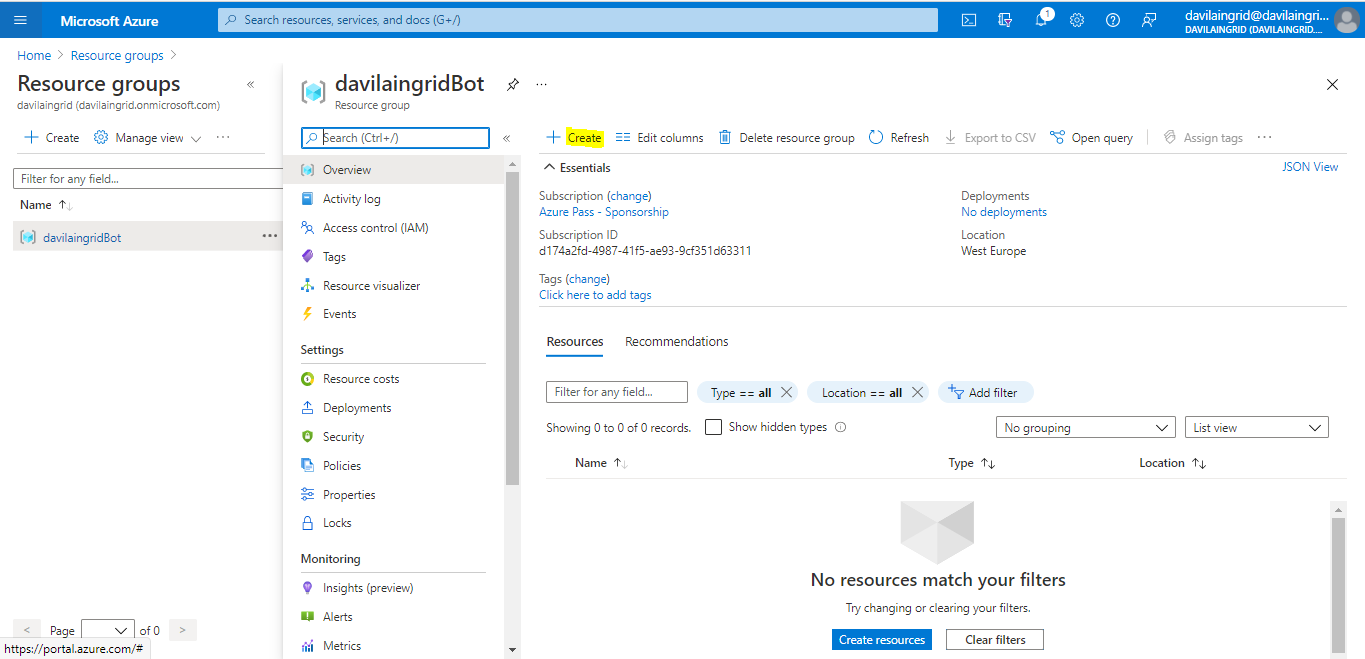 Microsoft Azure
Search resources, services, and docs (G+/)
1
davilaingrid@davilaingri...
DAVILAINGRID (DAVILAINGRID....
Home > Resource groups >
Resource groups
davilaingrid (davilaingrid.onmicrosoft.com)
Create
Manage view
Filter for any field...
Name
davilaingridBot
Page
of 0
https://portal.azure.com/#
davilaingridBot
Resource group
Search (Ctrl+/)
Overview
Activity log
Access control (IAM)
Tags
Resource visualizer
Events
Settings
Resource costs
Deployments
Security
Policies
Properties
Locks
Monitoring
Insights (preview)
Alerts
Metrics
Create
Edit columns
Delete resource group
Refresh
Export to CSV
Open query
Assign tags
Essentials
JSON View
Subscription (change)
Azure Pass - Sponsorship
Subscription ID
d174a2fd-4987-41f5-ae93-9cf351d63311
Tags (change)
Click here to add tags
Deployments
No deployments
Location
West Europe
Resources
Recommendations
Filter for any field...
Type == all
Location == all
Add filter
Showing 0 to 0 of 0 records.
Show hidden types
No grouping
List view
Name
Type
Location
No resources match your filters
Try changing or clearing your filters.
Create resources
Clear filters